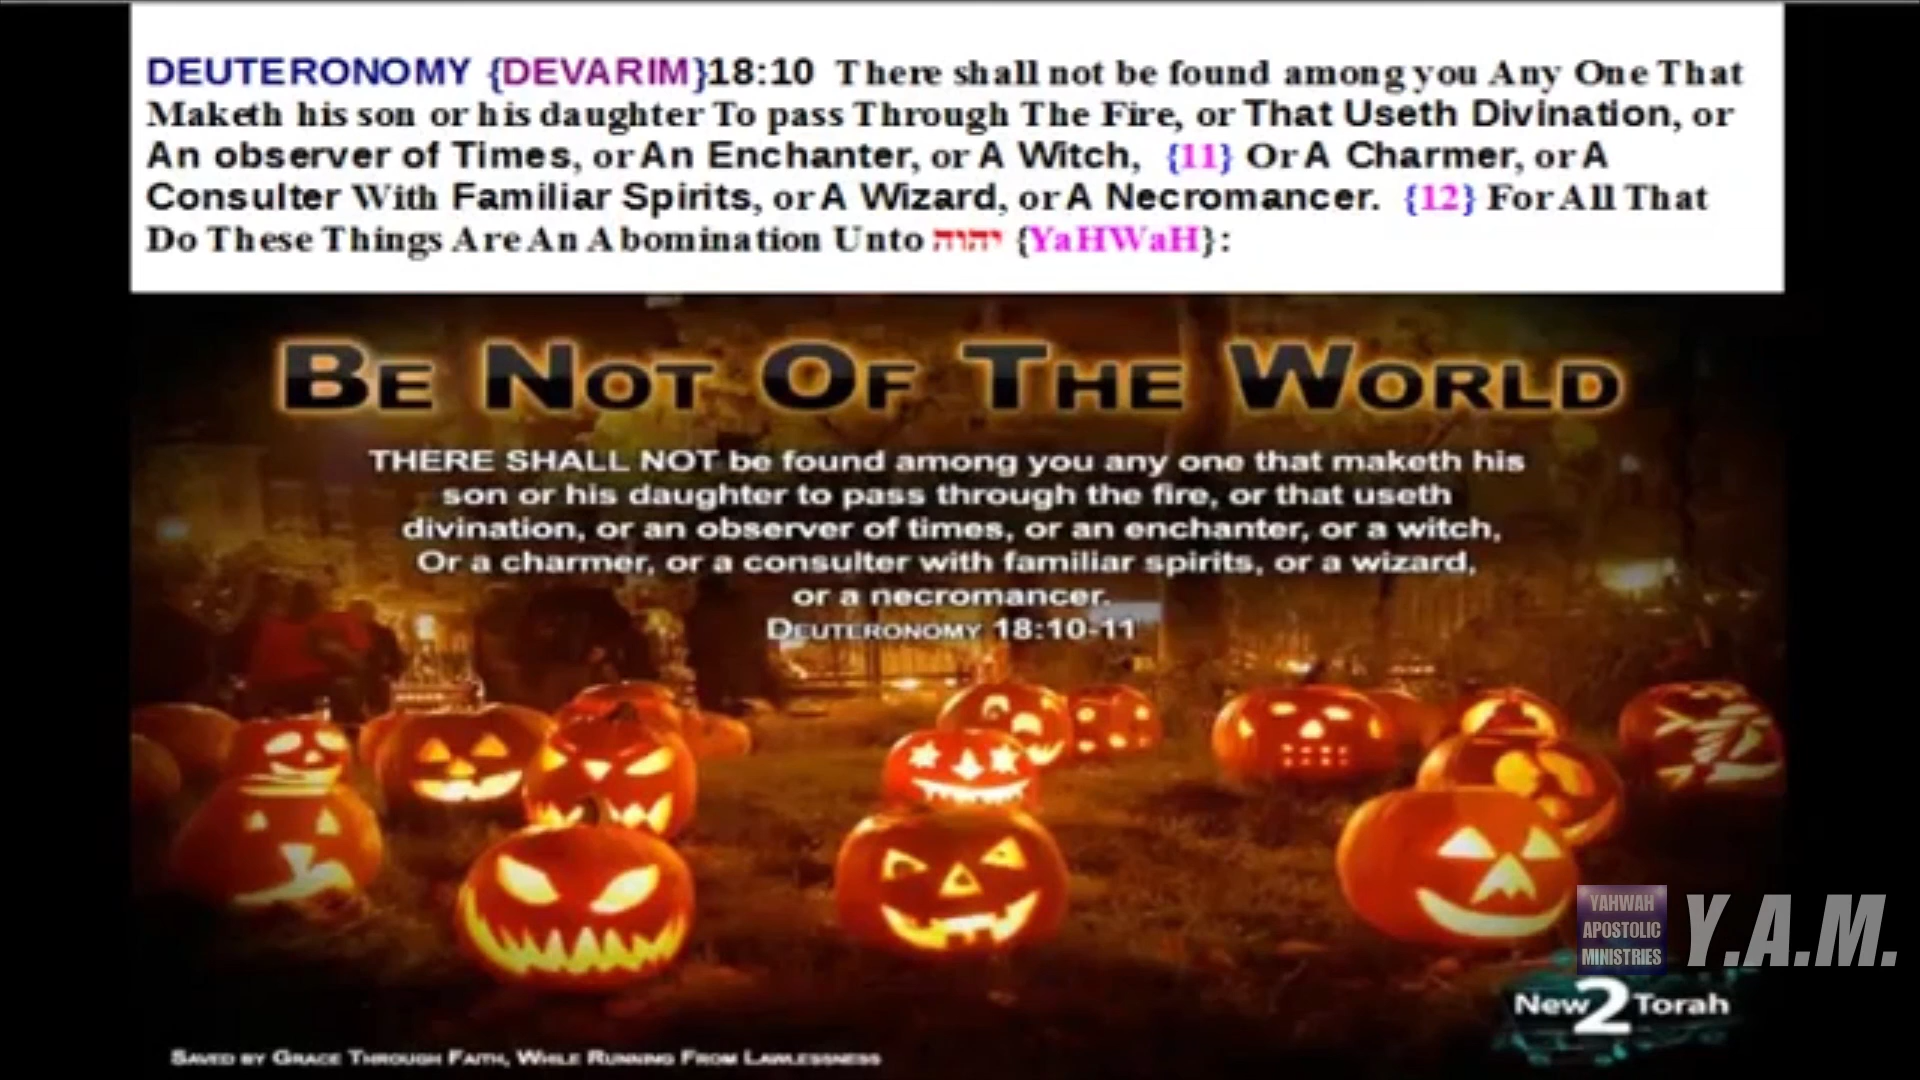 DEUTERONOMY {DEVARIM}18:10 There shall not be found among you Any One That
Maketh his son or his daughter To pass Through The Fire, or That Useth Divination, or
An observer of Times, or An Enchanter, or A Witch, {11} Or A Charmer, or A
Consulter With Familiar Spirits, or A Wizard, or A Necromancer. {12} For All That
Do These Things Are An Abomination Unto יהוה {YaHWaH}:
BE NOT OF THE WORLD
THERE SHALL NOT be found among you any one that maketh his
son or his daughter to pass through the fire, or that useth
divination, or an observer of times, or an enchanter, or a witch,
Or a charmer, or a consulter with familiar spirits, or a wizard,
or a necromancer.
DEUTERONOMY 18:10-11
YAHWAH
APOSTOLIC
MINISTRIES
Y.A.M.
New2Torah
SAVED BY GRACE THROUGH FAITH, WHILE RUNNING FROM LAWLESSNESS